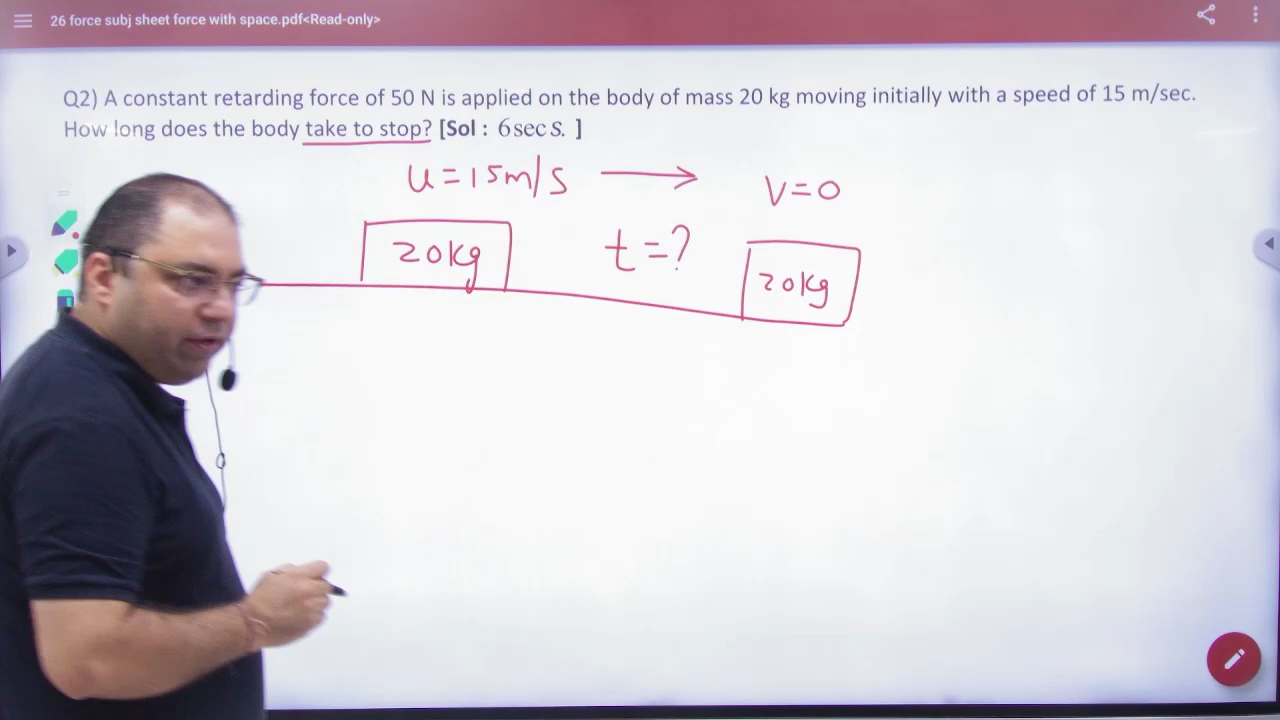 26 force subj sheet force with space.pdf<Read-only>
Q2) A constant retarding force of 50 N is applied on the body of mass 20 kg moving initially with a speed of 15 m/sec.
How long does the body take to stop? [Sol : 6secs. ]
u=15m/s → v=0
20kg t=? 20kg